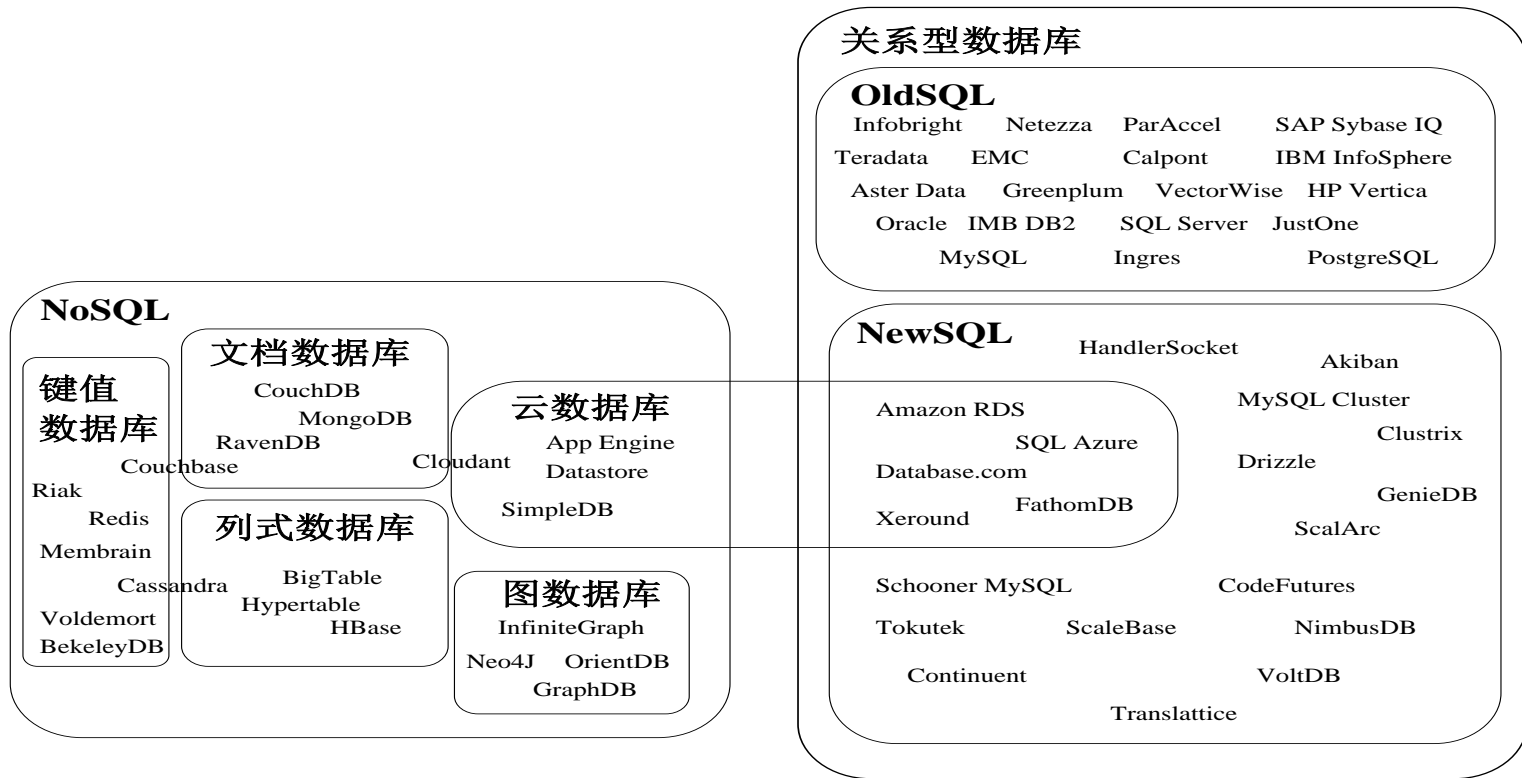 关系型数据库
OldSQL
Infobright Netezza ParAccel SAP Sybase IQ
Teradata EMC Calpont IBM InfoSphere
Aster Data Greenplum VectorWise HP Vertica
Oracle IMB DB2 SQL Server JustOne
MySQL Ingres PostgreSQL
NoSQL
键值
数据库
Couchbase
Riak
Redis
Membrain
Cassandra
Voldemort
BekeleyDB
文档数据库
CouchDB
MongoDB
RavenDB
Cloudant
列式数据库
BigTable
Hypertable
HBase
云数据库
App Engine
Datastore
SimpleDB
图数据库
InfiniteGraph
Neo4J OrientDB
GraphDB
NewSQL
HandlerSocket
Akiban
Amazon RDS
MySQL Cluster
SQL Azure
Clustrix
Database.com
Drizzle
FathomDB
GenieDB
Xeround
ScalArc
Schooner MySQL CodeFutures
Tokutek ScaleBase NimbusDB
Continuent VoltDB
Translattice